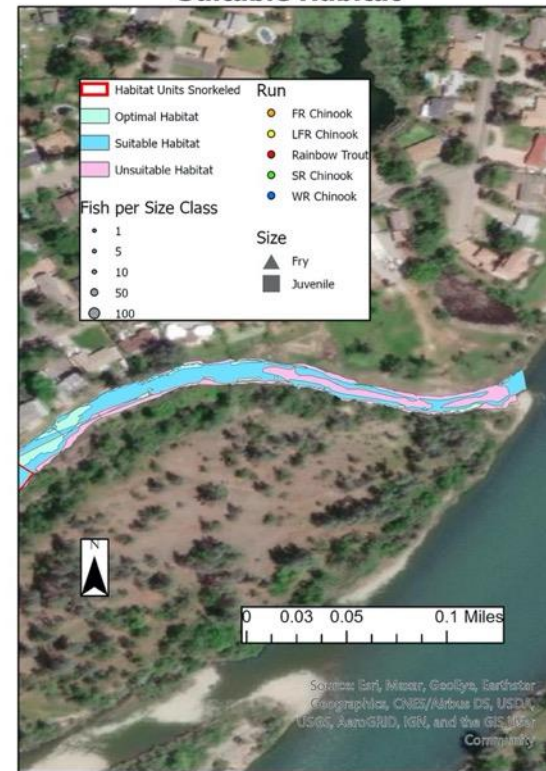 Habitat Units Snorkeled
Optimal Habitat
Suitable Habitat
Unsuitable Habitat
Fish per Size Class
1
5
10
50
100
Run
FR Chinook
LFR Chinook
Rainbow Trout
SR Chinook
WR Chinook
Size
Fry
Juvenile
N
0 0.03 0.05 0.1 Miles
Source: Esri, Maxar, GeoEye, Earthstar
Geographics, CNES/Airbus DS, USDA,
USGS, AeroGRID, IGN, and the GIS User
Community